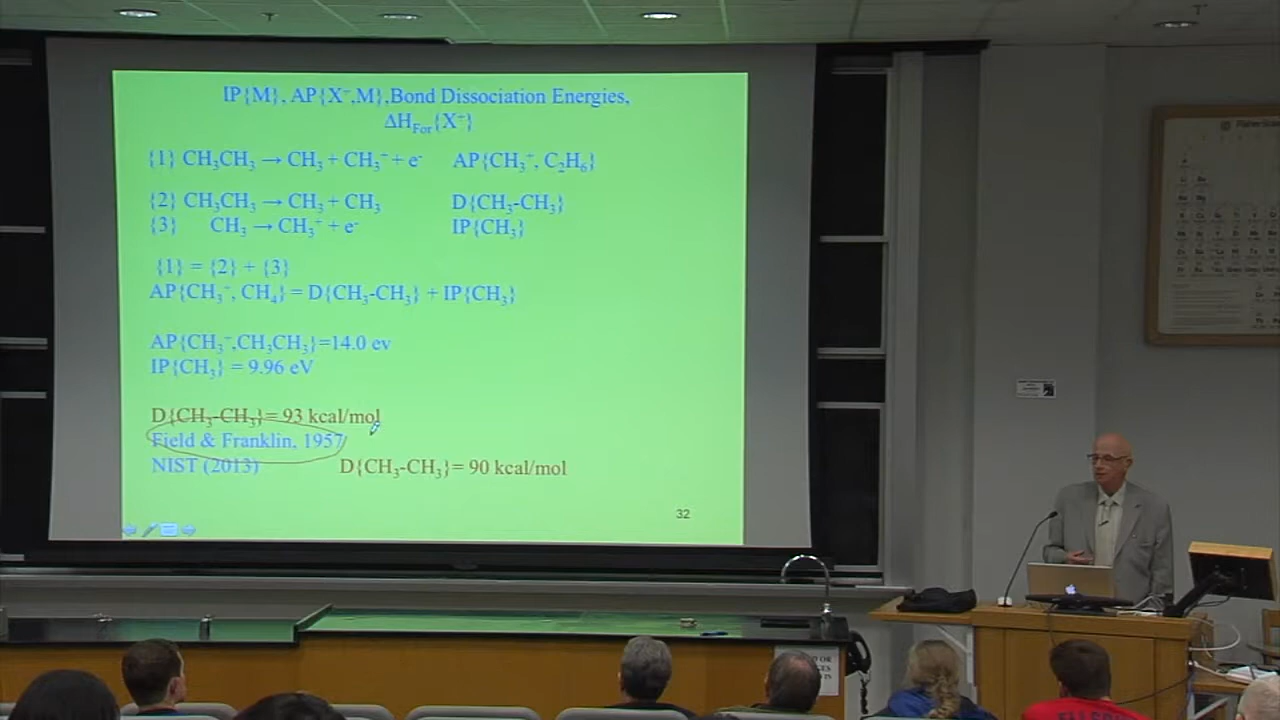 IP{M}, AP{X⁺,M},Bond Dissociation Energies,
ΔH_For{X⁺}
{1} CH₃CH₃ → CH₃ + CH₃⁺ + e⁻ AP{CH₃⁺, C₂H₆}
{2} CH₃CH₃ → CH₃ + CH₃ D{CH₃-CH₃}
{3} CH₃ → CH₃⁺ + e⁻ IP{CH₃}
{1} = {2} + {3}
AP{CH₃⁺, CH₄} = D{CH₃-CH₃} + IP{CH₃}
AP{CH₃⁺,CH₃CH₃}=14.0 ev
IP{CH₃} = 9.96 eV
D{CH₃-CH₃}= 93 kcal/mol
Field & Franklin, 1957
NIST (2013) D{CH₃-CH₃}= 90 kcal/mol
32